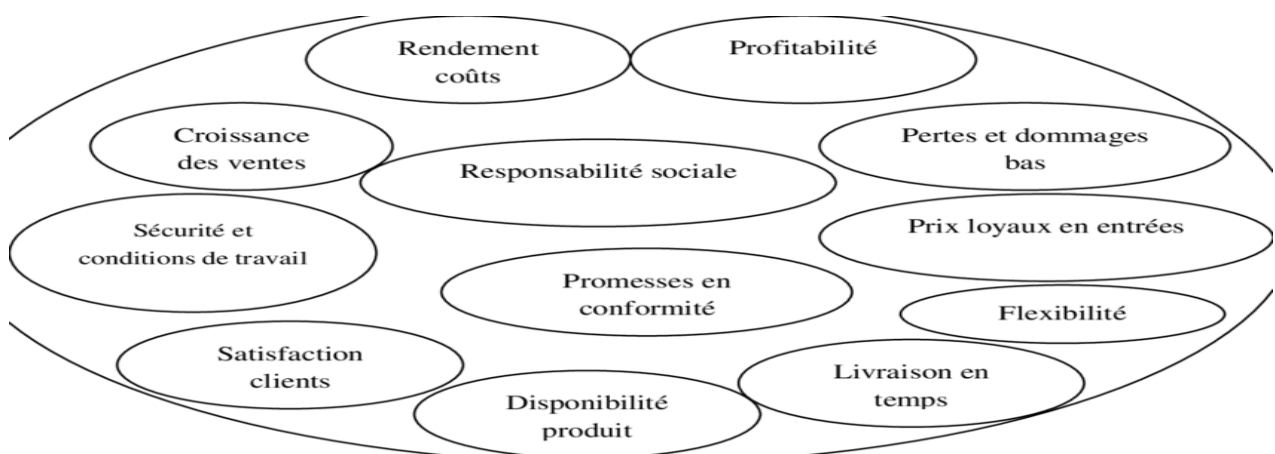 Rendement
coûts
Profitabilité
Croissance
des ventes
Responsabilité sociale
Pertes et dommages
bas
Sécurité et
conditions de travail
Prix loyaux en entrées
Promesses en
conformité
Flexibilité
Satisfaction
clients
Disponibilité
produit
Livraison en
temps